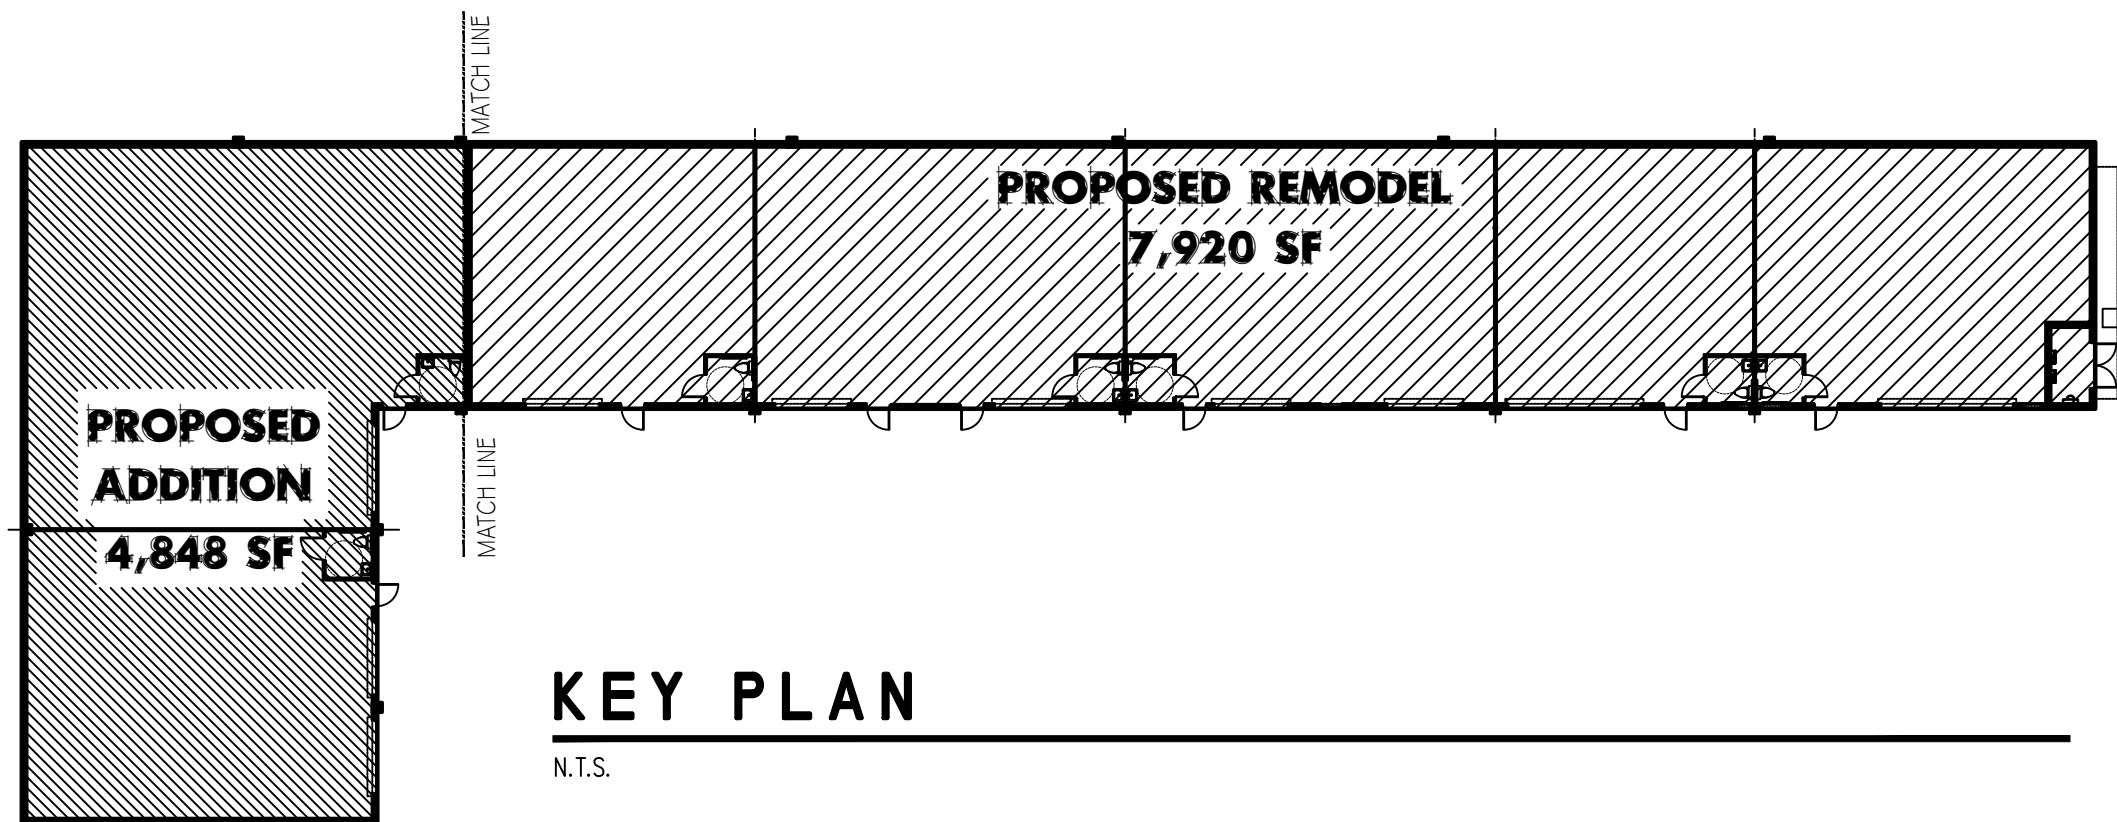 MATCH LINE
PROPOSED REMODEL
7,920 SF
PROPOSED
ADDITION
4,848 SF
MATCH LINE
KEY PLAN
N.T.S.